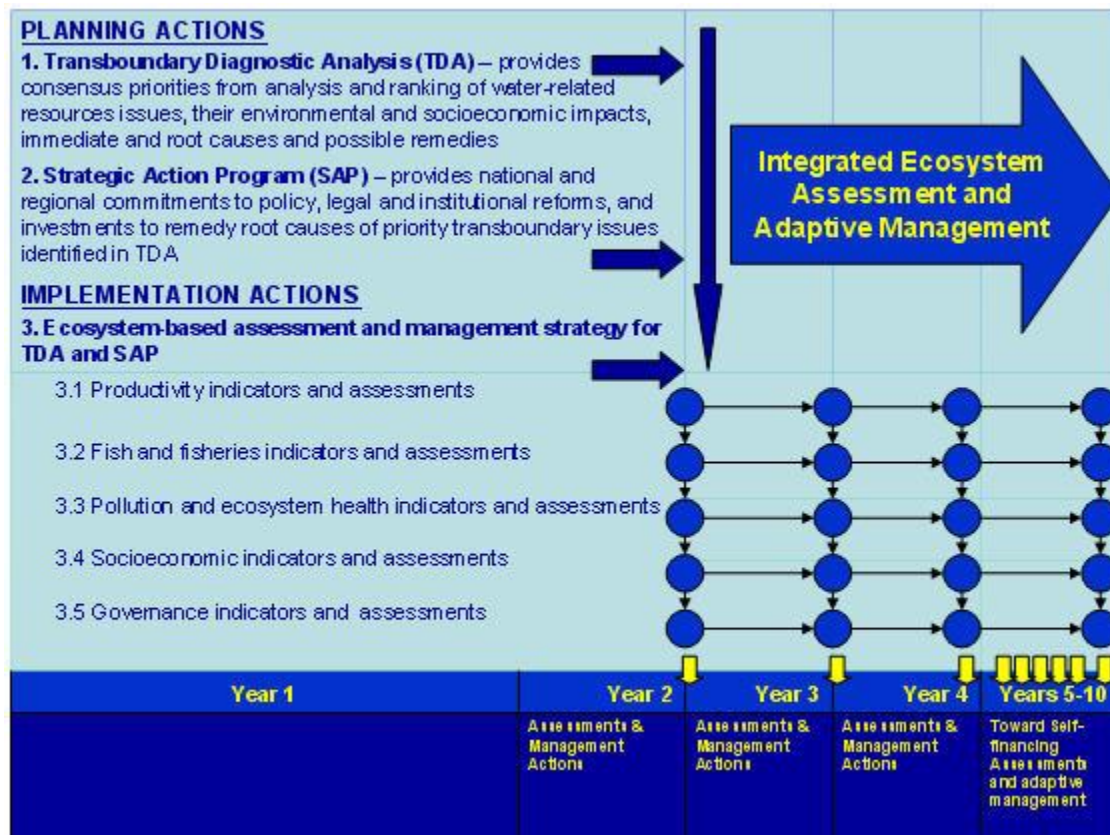 PLANNING ACTIONS
1. Transboundary Diagnostic Analysis (TDA) – provides
consensus priorities from analysis and ranking of water-related
resources issues, their environmental and socioeconomic impacts,
immediate and root causes and possible remedies
2. Strategic Action Program (SAP) – provides national and
regional commitments to policy, legal and institutional reforms, and
investments to remedy root causes of priority transboundary issues
identified in TDA
IMPLEMENTATION ACTIONS
3. Ecosystem-based assessment and management strategy for
TDA and SAP
3.1 Productivity indicators and assessments
3.2 Fish and fisheries indicators and assessments
3.3 Pollution and ecosystem health indicators and assessments
3.4 Socioeconomic indicators and assessments
3.5 Governance indicators and assessments
Integrated Ecosystem
Assessment and
Adaptive Management
Year 1
Year 2
Year 3
Year 4
Years 5-10
Assessments &
Management
Actions
Assessments &
Management
Actions
Assessments &
Management
Actions
Toward Self-
financing
Assessments
and adaptive
management